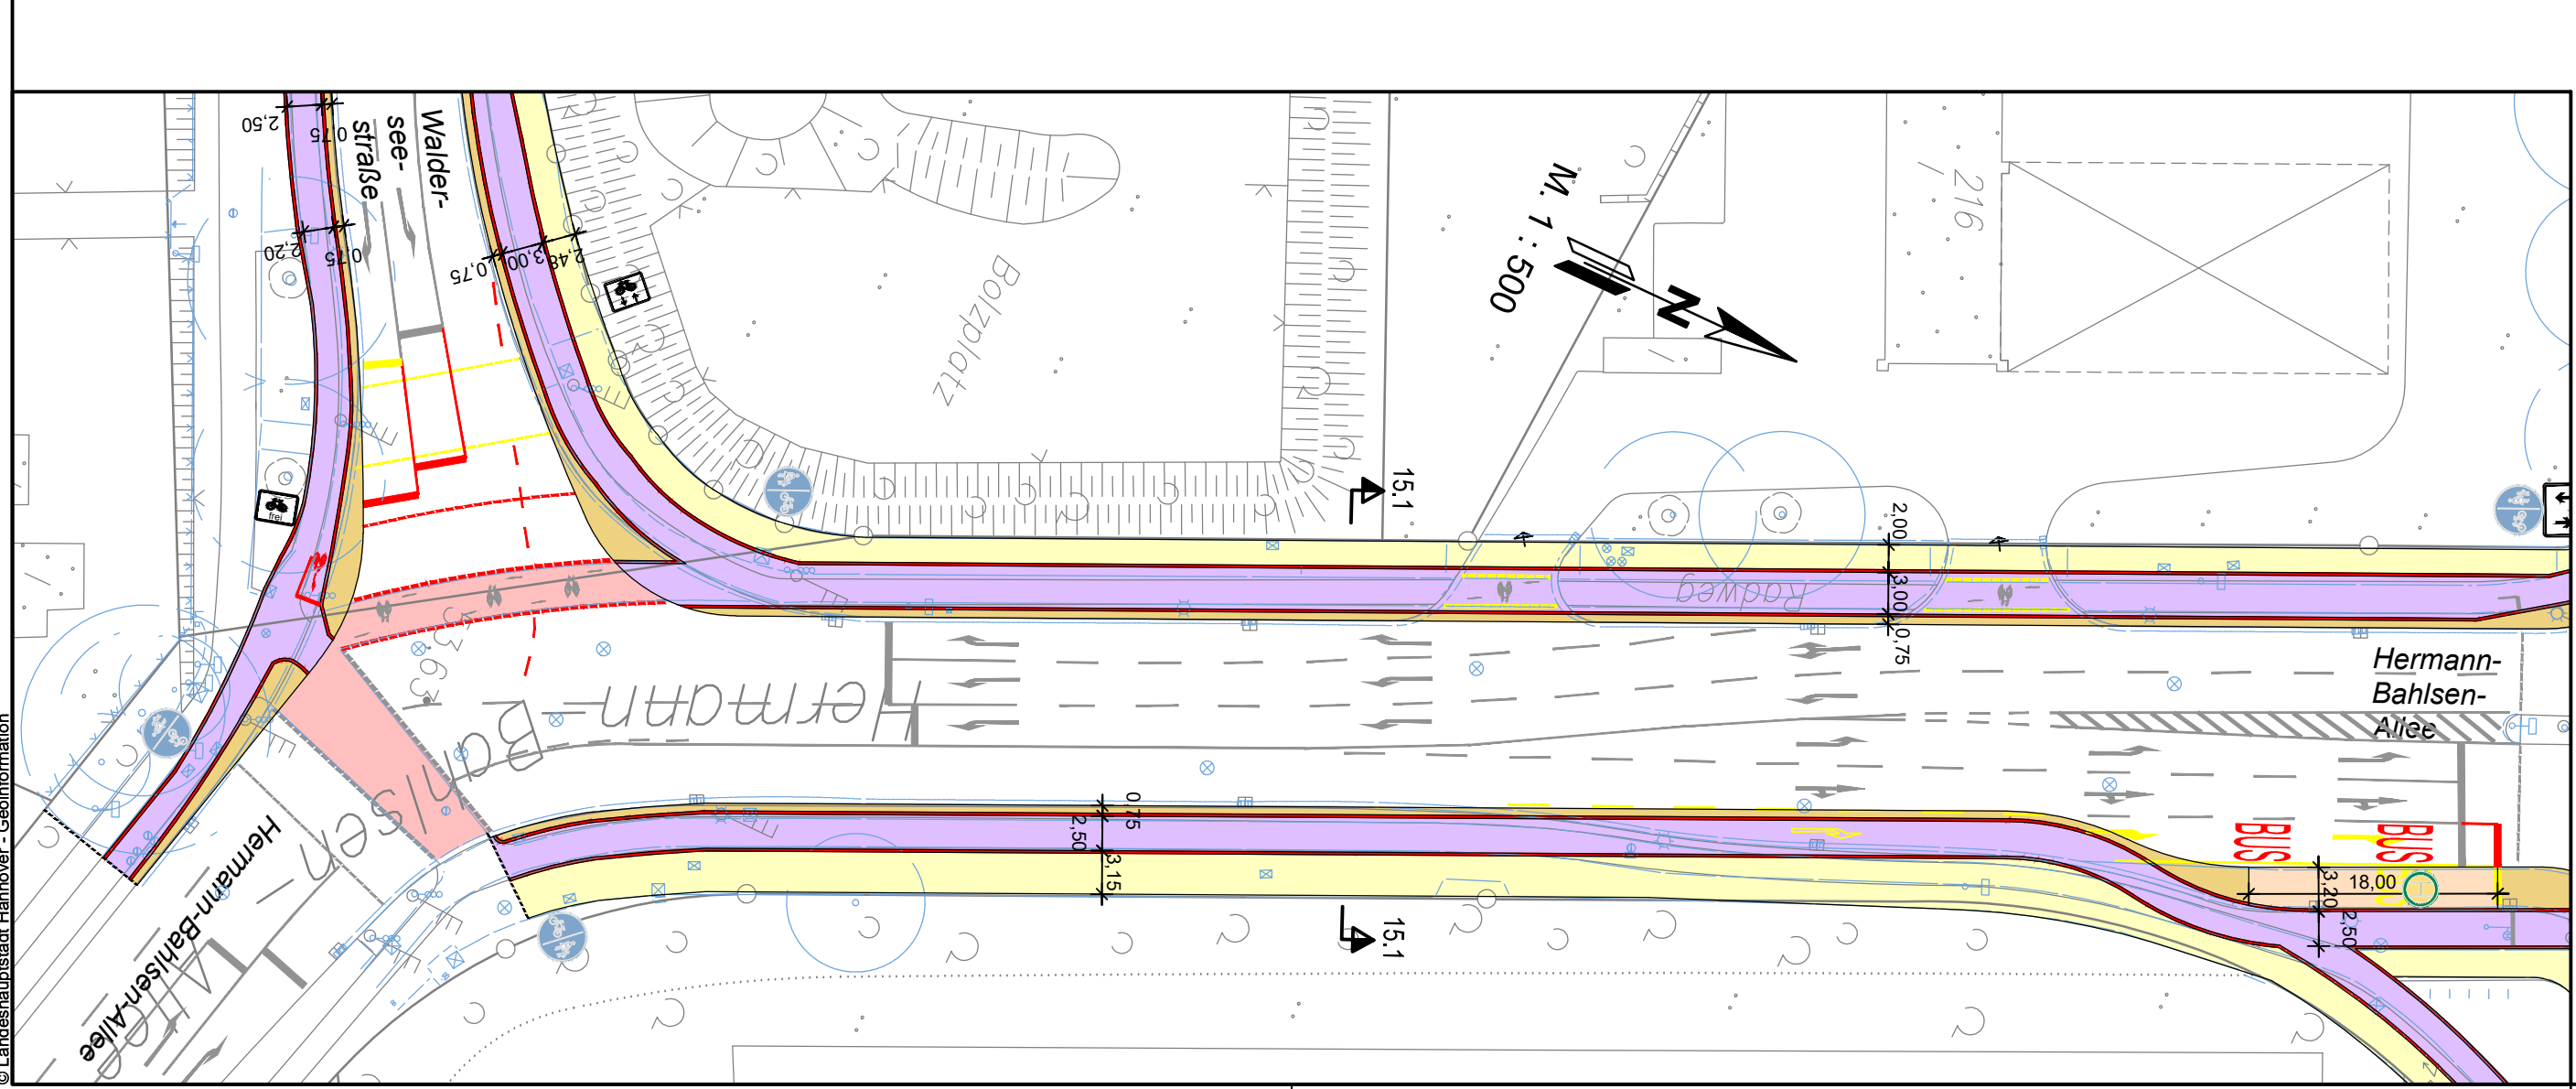 2,50
0,75
Walder-
see-
straße
2,20
0,75
0,75
3,00
2,48
Bolzplatz
M. 1 : 500
N
216
15.1
frei
2,00
3,00
0,75
Radweg
53.63
Hermann-
Bahlsen-
Allee
Hermann-
Bahlsen-
Allee
0,75
2,50
3,15
BUS
BUS
18,00
3,20
2,50
15.1
Hermann-Bahlsen-Allee
© Landeshauptstadt Hannover - Geoinformation